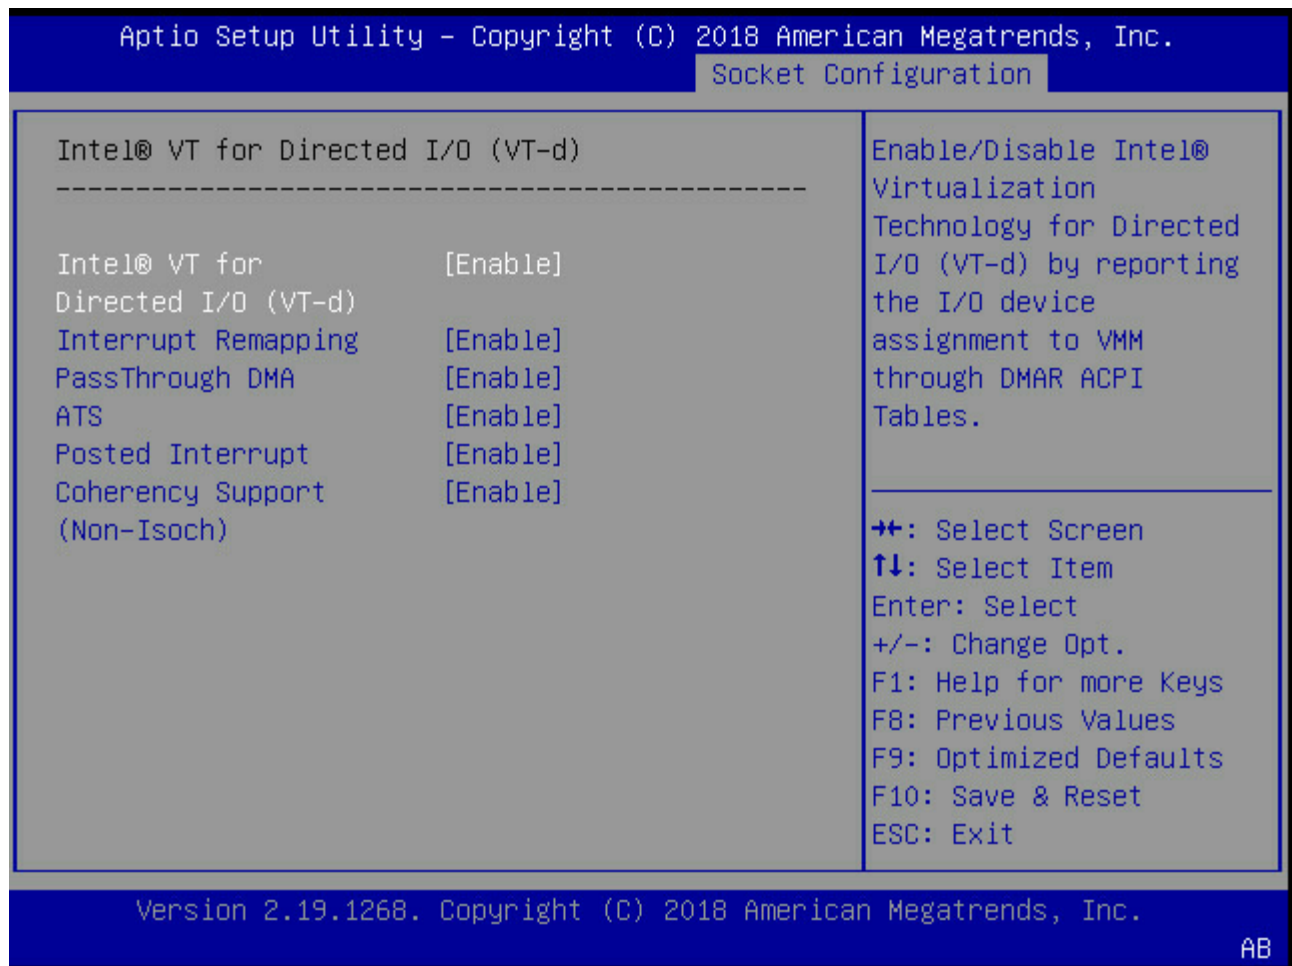 Aptio Setup Utility – Copyright (C) 2018 American Megatrends, Inc.
Socket Configuration
Intel® VT for Directed I/O (VT-d)
-----------------------------------------------
Intel® VT for [Enable]
Directed I/O (VT-d)
Interrupt Remapping [Enable]
PassThrough DMA [Enable]
ATS [Enable]
Posted Interrupt [Enable]
Coherency Support [Enable]
(Non-Isoch)
Enable/Disable Intel®
Virtualization
Technology for Directed
I/O (VT-d) by reporting
the I/O device
assignment to VMM
through DMAR ACPI
Tables.
→←: Select Screen
↑↓: Select Item
Enter: Select
+/-: Change Opt.
F1: Help for more Keys
F8: Previous Values
F9: Optimized Defaults
F10: Save & Reset
ESC: Exit
Version 2.19.1268. Copyright (C) 2018 American Megatrends, Inc.
AB